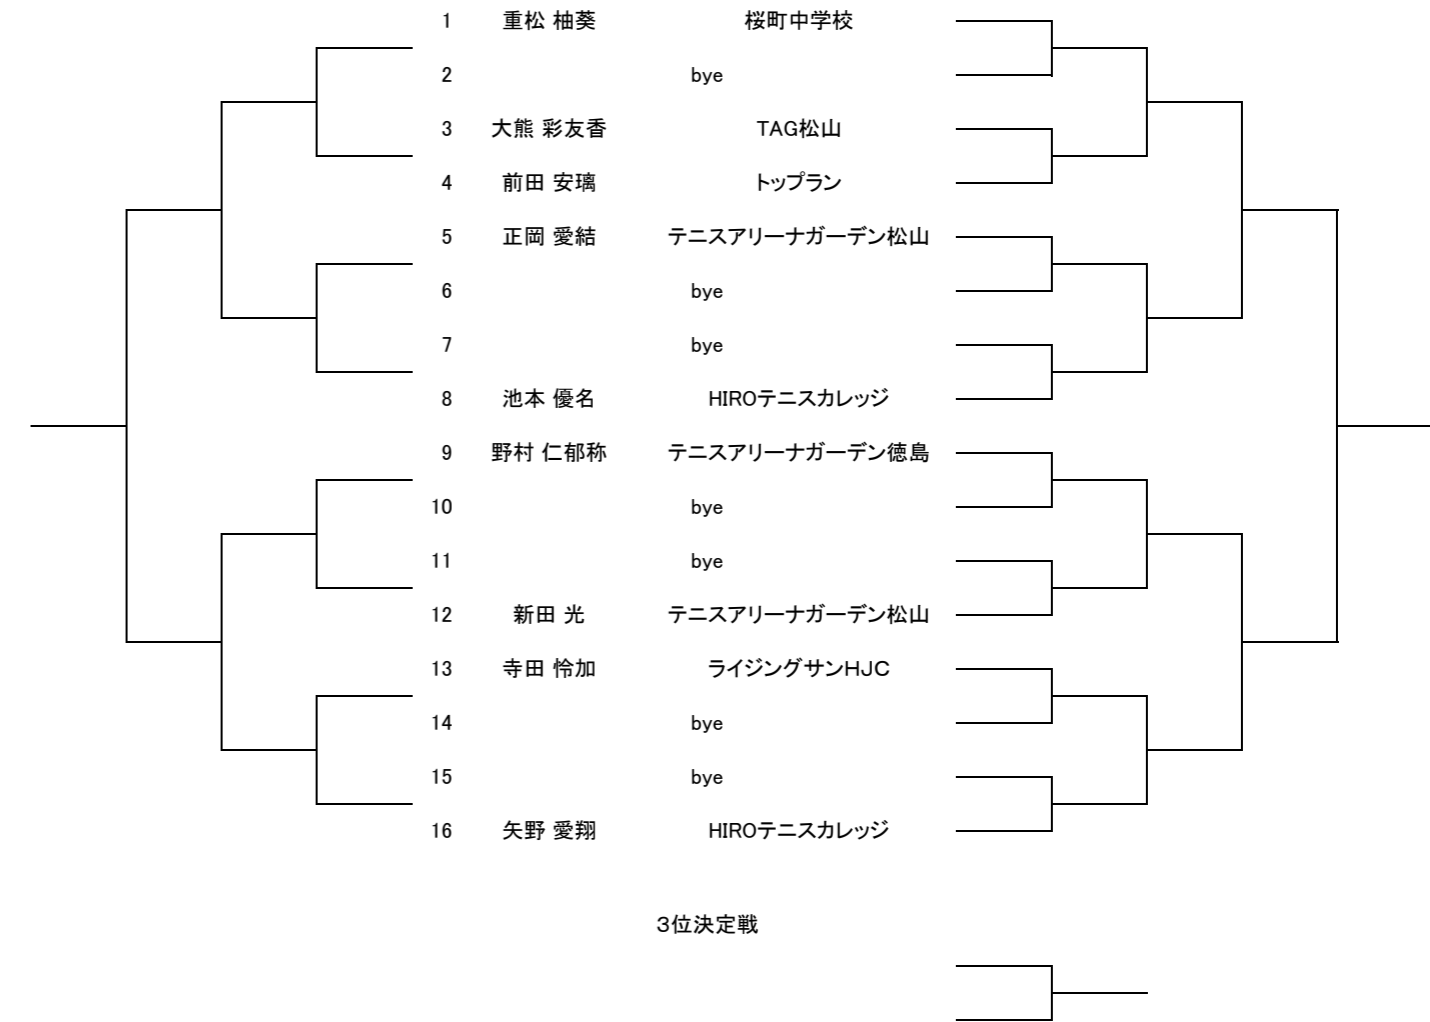 1 重松 柚葵 桜町中学校
2 bye
3 大熊 彩友香 TAG松山
4 前田 安璃 トップラン
5 正岡 愛結 テニスアリーナガーデン松山
6 bye
7 bye
8 池本 優名 HIROテニスカレッジ
9 野村 仁郁称 テニスアリーナガーデン徳島
10 bye
11 bye
12 新田 光 テニスアリーナガーデン松山
13 寺田 怜加 ライジングサンHJC
14 bye
15 bye
16 矢野 愛翔 HIROテニスカレッジ
３位決定戦